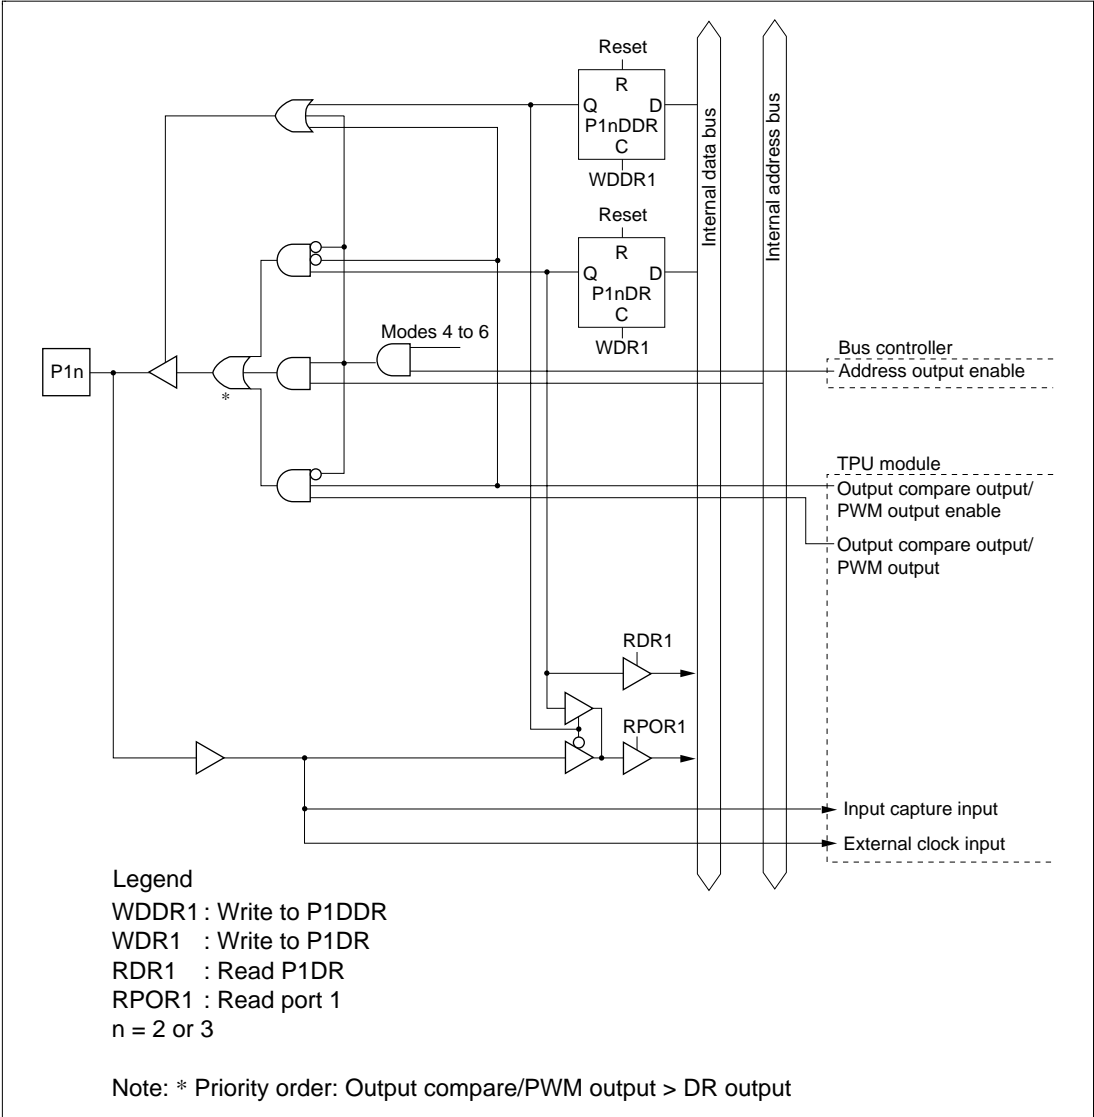 Reset
R
Q D
P1nDDR
C
WDDR1
Internal data bus
Internal address bus
Reset
R
Q D
P1nDR
C
WDR1
Modes 4 to 6
P1n
*
Bus controller
Address output enable
TPU module
Output compare output/
PWM output enable
Output compare output/
PWM output
RDR1
RPOR1
Input capture input
External clock input
Legend
WDDR1 : Write to P1DDR
WDR1 : Write to P1DR
RDR1 : Read P1DR
RPOR1 : Read port 1
n = 2 or 3
Note: * Priority order: Output compare/PWM output > DR output